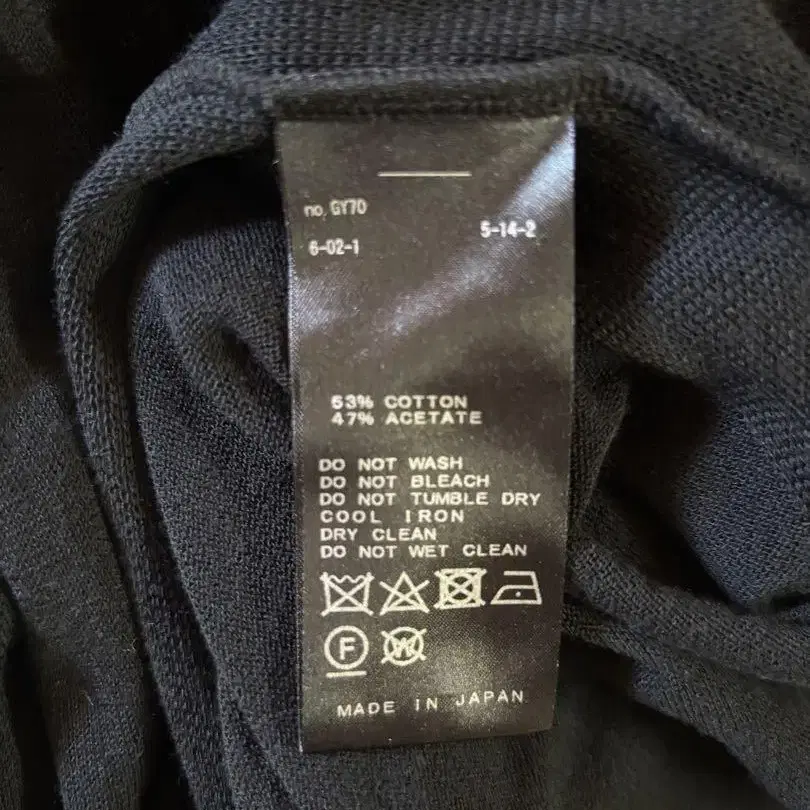 no. GY70
5-14-2
6-02-1
53% COTTON
47% ACETATE
DO NOT WASH
DO NOT BLEACH
DO NOT TUMBLE DRY
COOL IRON
DRY CLEAN
DO NOT WET CLEAN
F W
MADE IN JAPAN